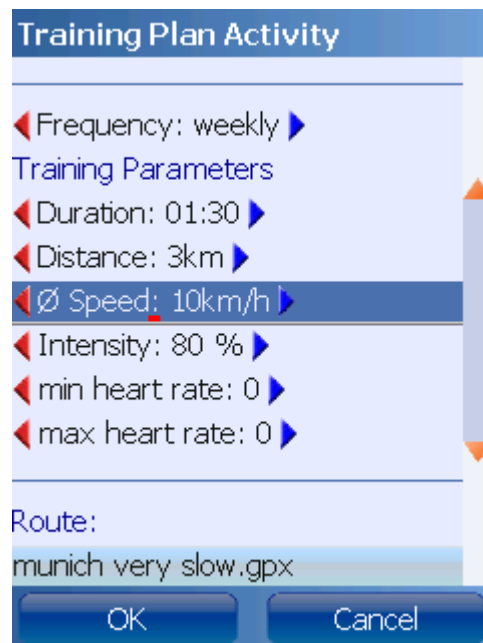 Training Plan Activity
Frequency: weekly
Training Parameters
Duration: 01:30
Distance: 3km
Ø Speed: 10km/h
Intensity: 80 %
min heart rate: 0
max heart rate: 0
Route:
munich very slow.gpx
OK Cancel